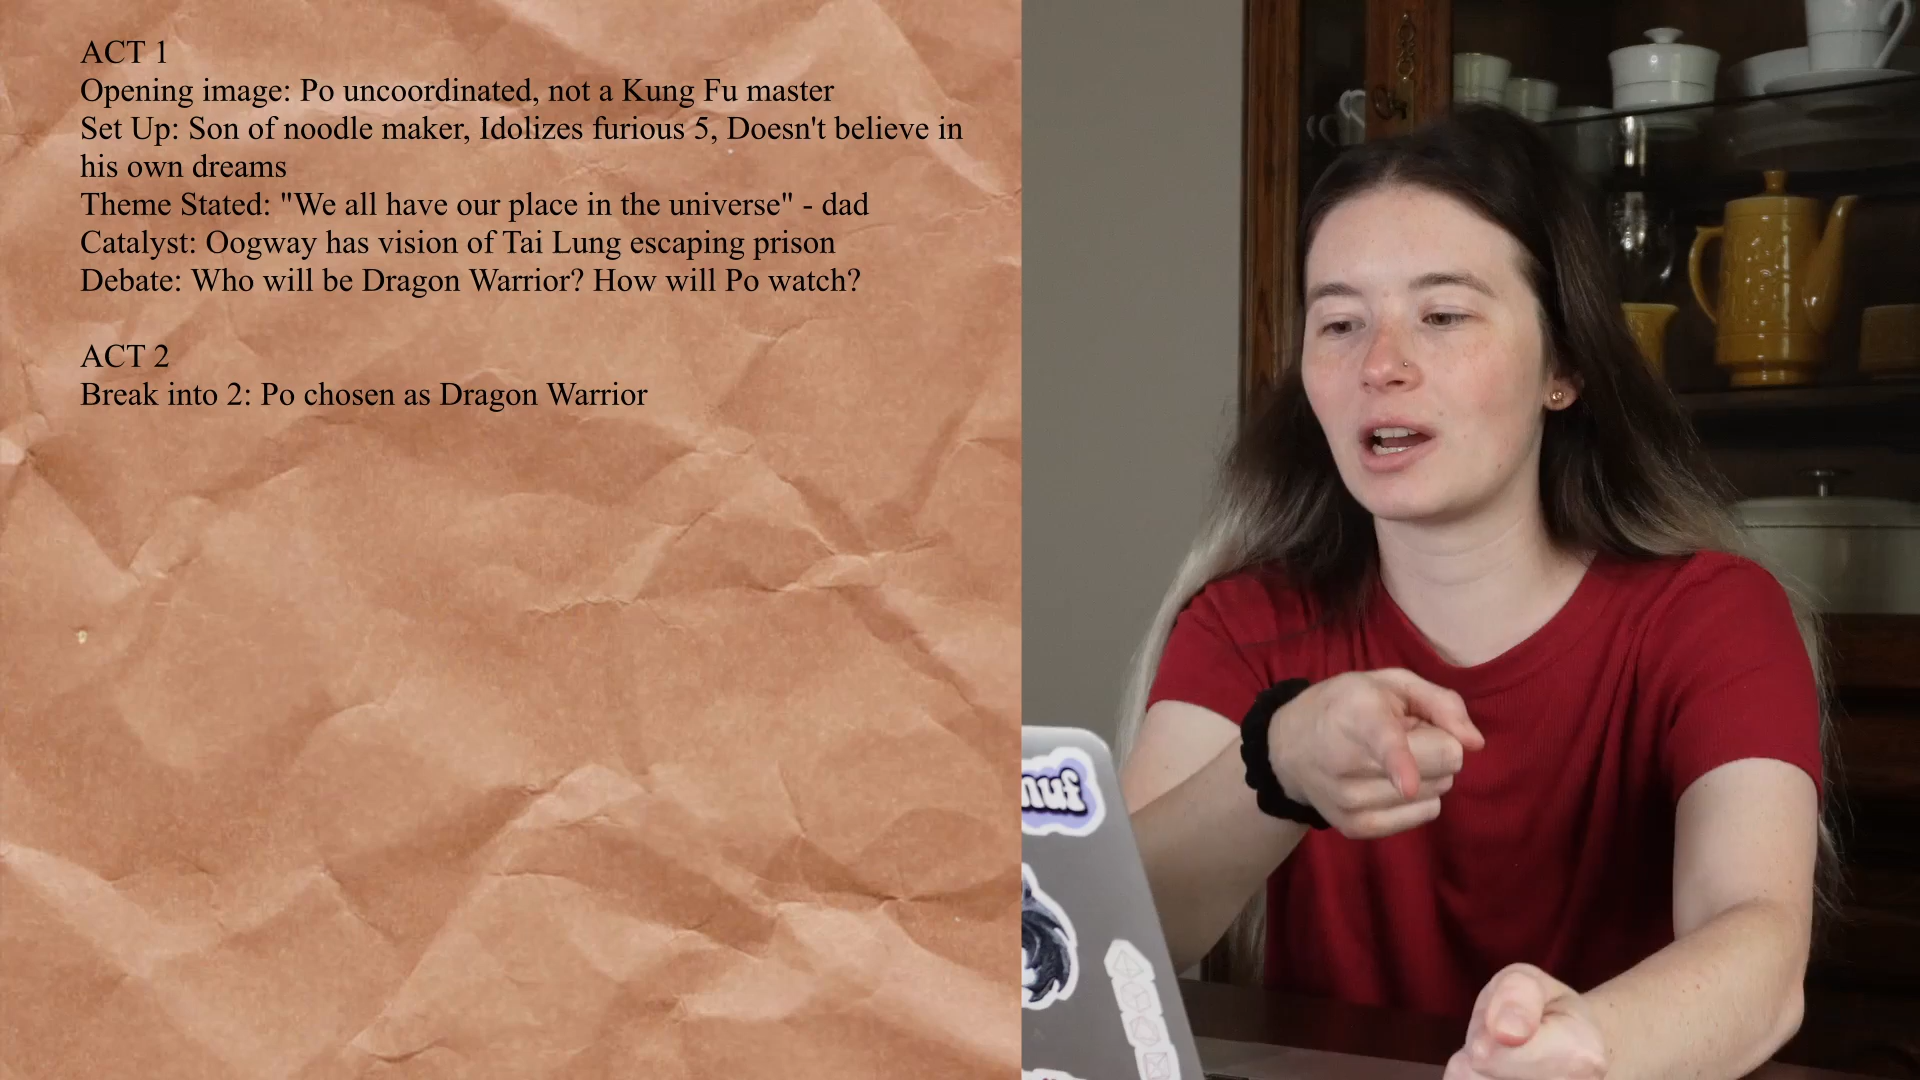 ACT 1
Opening image: Po uncoordinated, not a Kung Fu master
Set Up: Son of noodle maker, Idolizes furious 5, Doesn't believe in
his own dreams
Theme Stated: "We all have our place in the universe" - dad
Catalyst: Oogway has vision of Tai Lung escaping prison
Debate: Who will be Dragon Warrior? How will Po watch?
ACT 2
Break into 2: Po chosen as Dragon Warrior